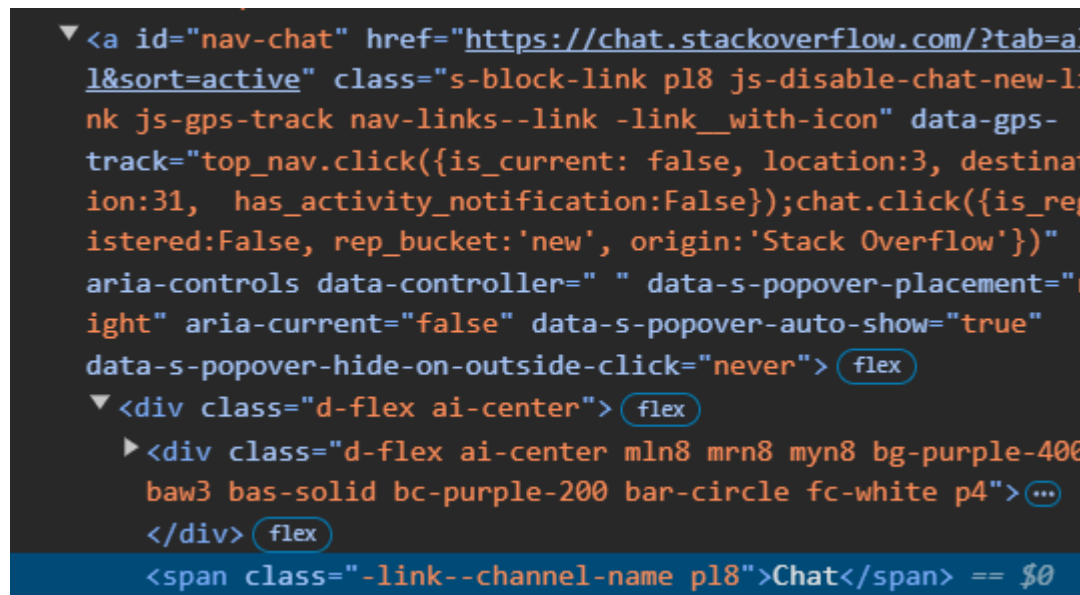 <a id="nav-chat" href="https://chat.stackoverflow.com/?tab=al
l&sort=active" class="s-block-link pl8 js-disable-chat-new-li
nk js-gps-track nav-links--link -link__with-icon" data-gps-
track="top_nav.click({is_current: false, location:3, destinat
ion:31,  has_activity_notification:False});chat.click({is_reg
istered:False, rep_bucket:'new', origin:'Stack Overflow'})"
aria-controls data-controller=" " data-s-popover-placement="r
ight" aria-current="false" data-s-popover-auto-show="true"
data-s-popover-hide-on-outside-click="never"> flex
<div class="d-flex ai-center"> flex
<div class="d-flex ai-center mln8 mrn8 myn8 bg-purple-400
baw3 bas-solid bc-purple-200 bar-circle fc-white p4"> …
</div> flex
<span class="-link--channel-name pl8">Chat</span> == $0